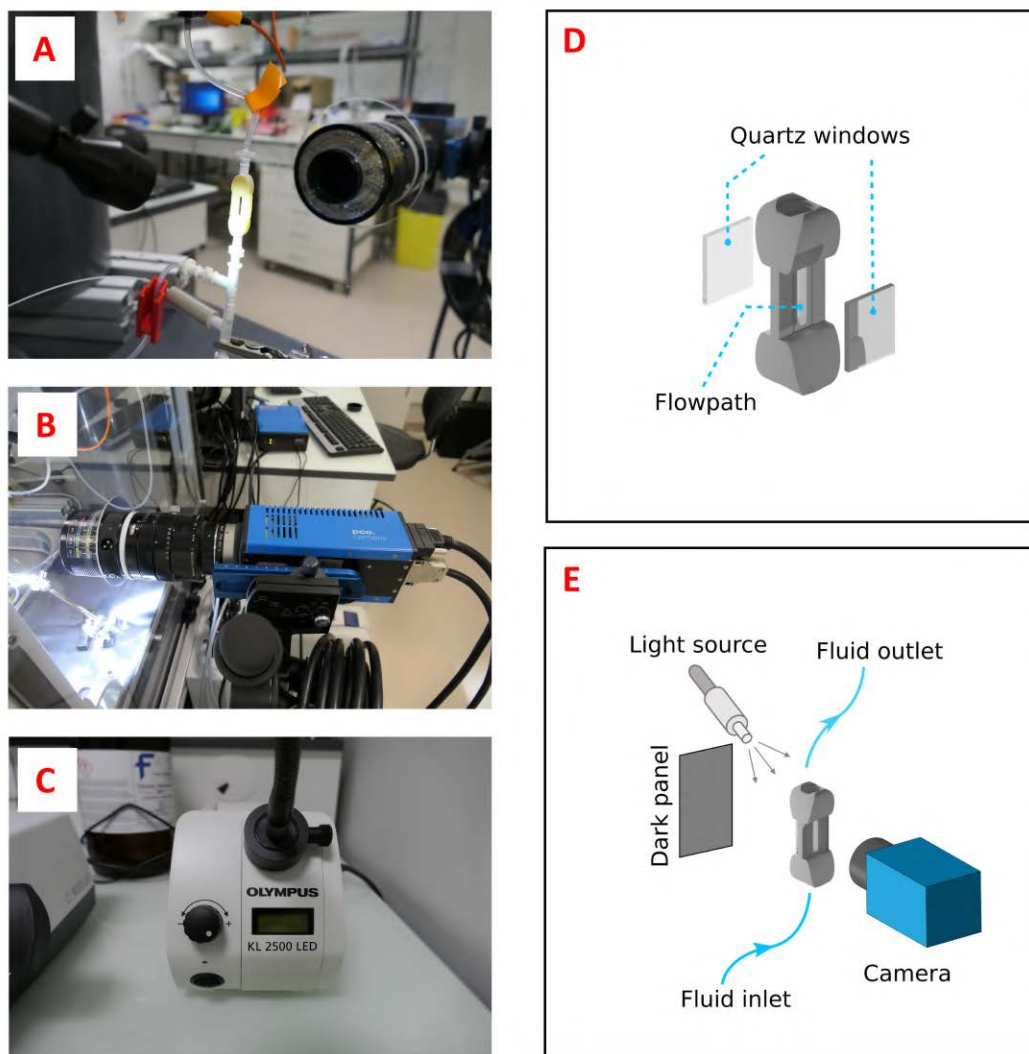 A
B
pco.
C
F
OLYMPUS
KL 2500 LED
D
Quartz windows
Flowpath
E
Light source
Fluid outlet
Dark panel
Fluid inlet
Camera